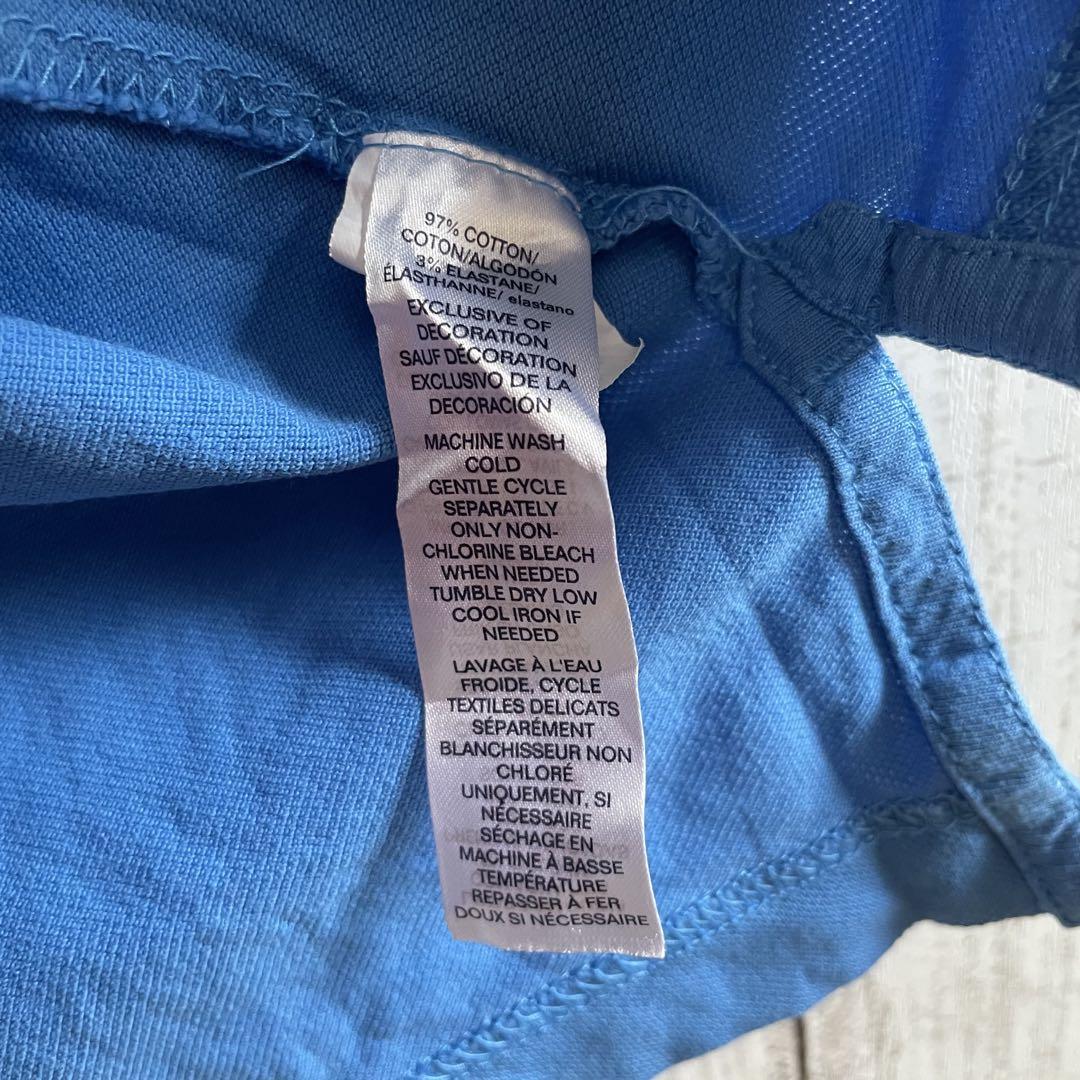 97% COTTON/
COTON/ALGODÓN
3% ELASTANE/
ÉLASTHANNE/ elastano
EXCLUSIVE OF
DECORATION
SAUF DÉCORATION
EXCLUSIVO DE LA
DECORACIÓN
MACHINE WASH
COLD
GENTLE CYCLE
SEPARATELY
ONLY NON-
CHLORINE BLEACH
WHEN NEEDED
TUMBLE DRY LOW
COOL IRON IF
NEEDED
LAVAGE À L'EAU
FROIDE, CYCLE
TEXTILES DELICATS
SÉPARÉMENT
BLANCHISSEUR NON
CHLORÉ
UNIQUEMENT, SI
NÉCESSAIRE
SÉCHAGE EN
MACHINE À BASSE
TEMPÉRATURE
REPASSER À FER
DOUX SI NÉCESSAIRE